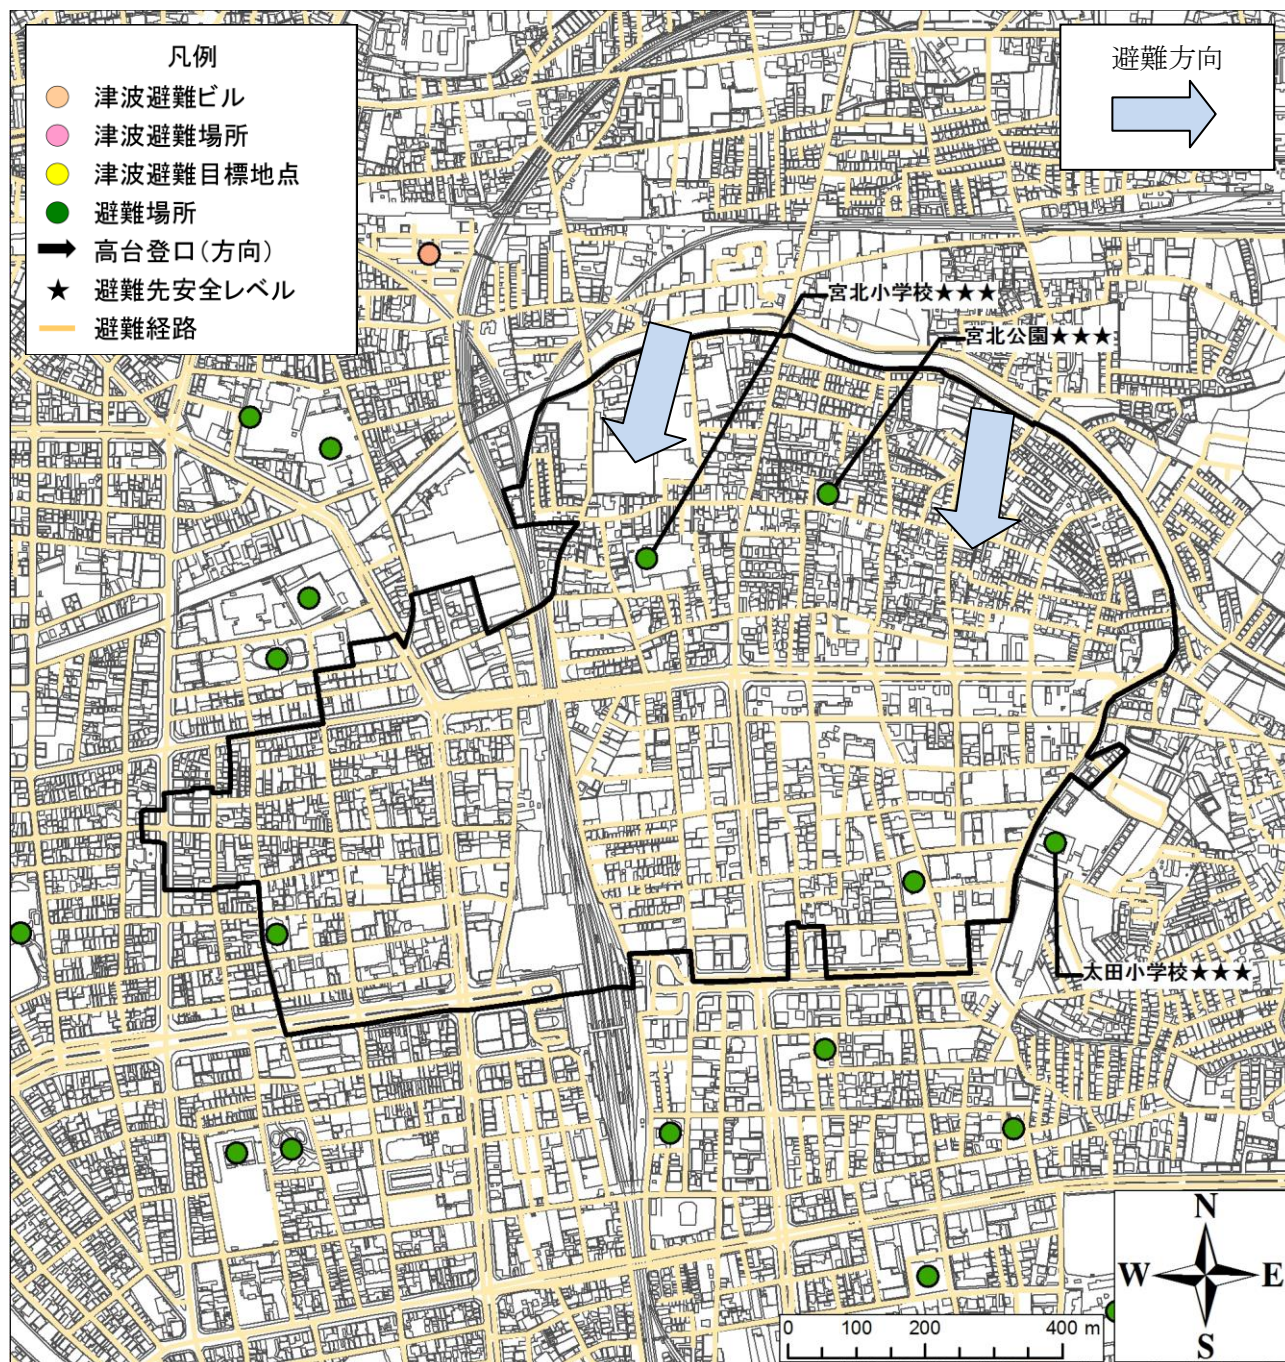 凡例
津波避難ビル
津波避難場所
津波避難目標地点
避難場所
高台登口(方向)
★ 避難先安全レベル
避難経路
避難方向
宮北小学校★★★
宮北公園★★★
太田小学校★★★
N
W E
S
0 100 200 400 m